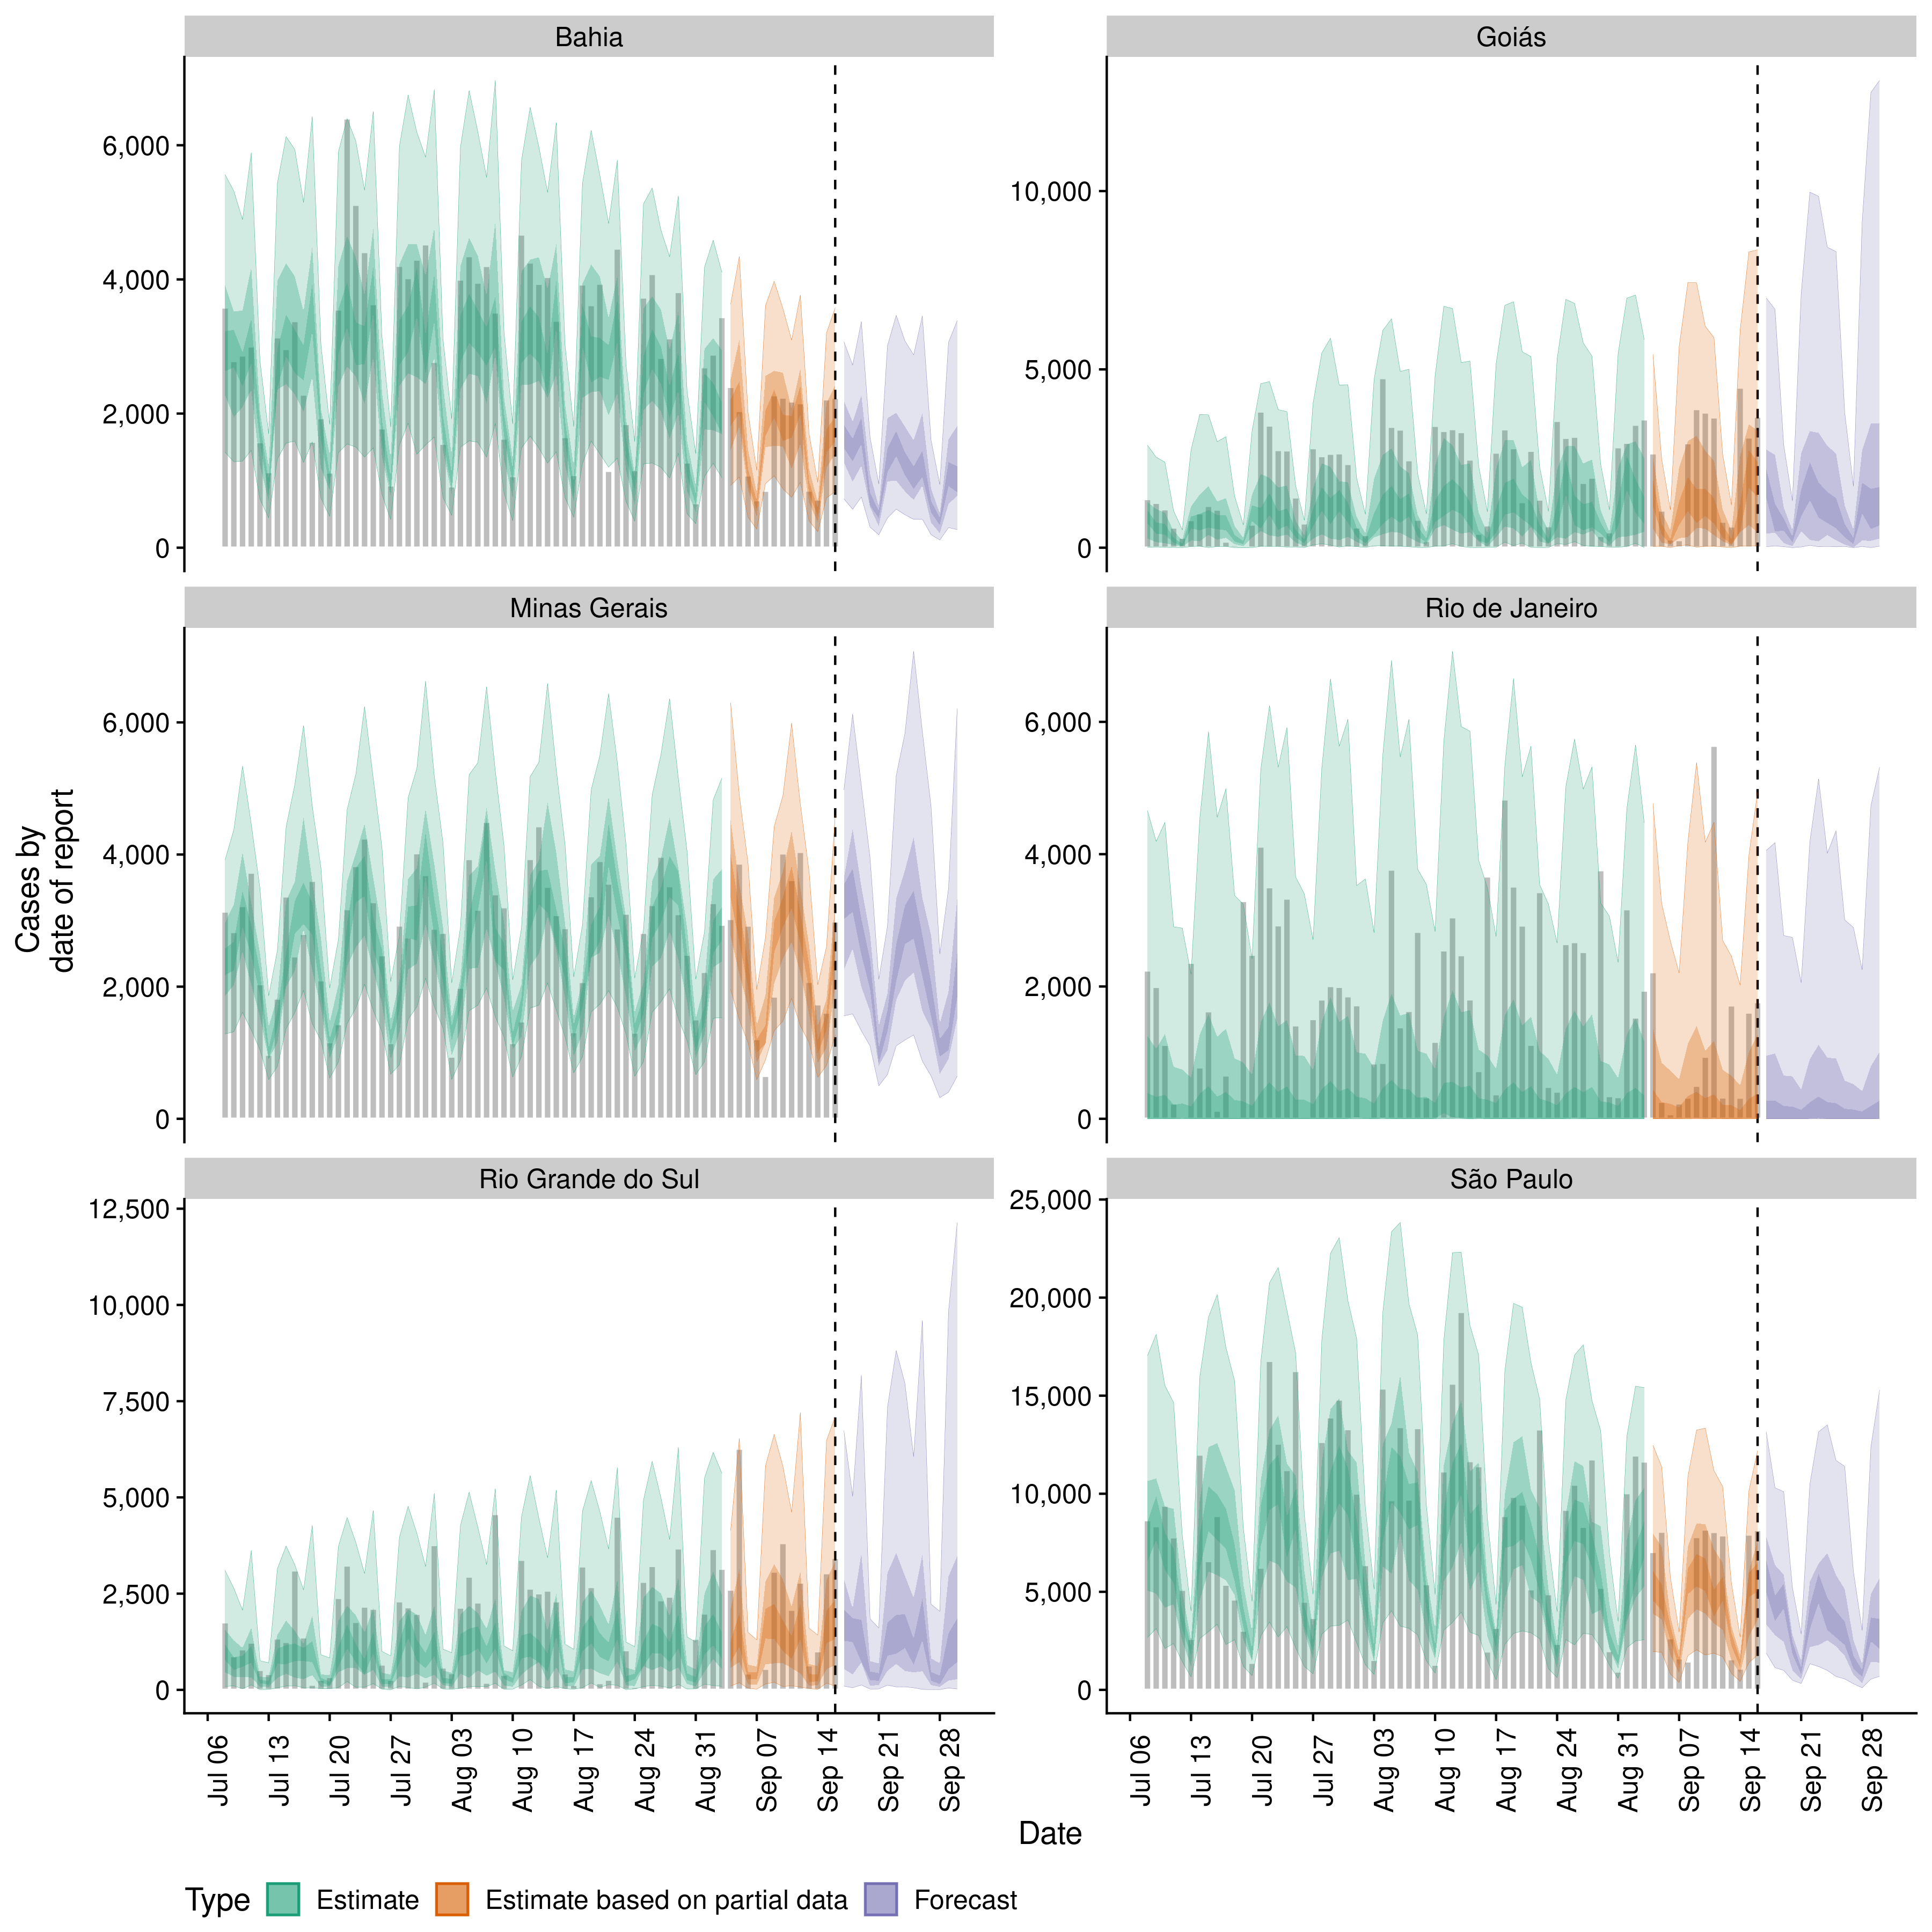 Bahia
Goiás
6,000
4,000
2,000
0
10,000
5,000
0
Minas Gerais
Rio de Janeiro
6,000
4,000
2,000
0
6,000
4,000
2,000
0
Cases by
date of report
Rio Grande do Sul
São Paulo
12,500
10,000
7,500
5,000
2,500
0
25,000
20,000
15,000
10,000
5,000
0
Jul 06
Jul 13
Jul 20
Jul 27
Aug 03
Aug 10
Aug 17
Aug 24
Aug 31
Sep 07
Sep 14
Sep 21
Sep 28
Jul 06
Jul 13
Jul 20
Jul 27
Aug 03
Aug 10
Aug 17
Aug 24
Aug 31
Sep 07
Sep 14
Sep 21
Sep 28
Date
Type Estimate Estimate based on partial data Forecast